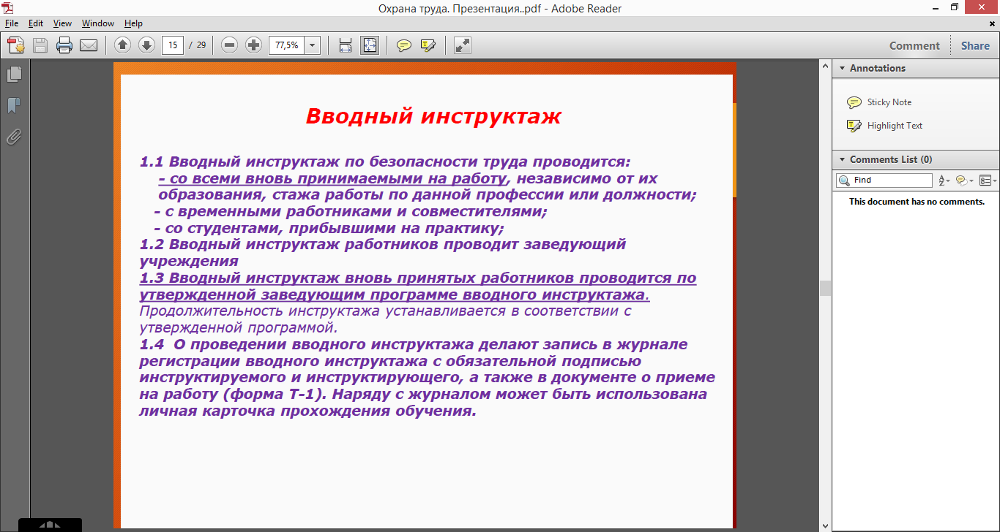 Охрана труда. Презентация..pdf - Adobe Reader
File Edit View Window Help
15 / 29 77,5% Comment Share
Annotations
Sticky Note
Highlight Text
Comments List (0)
Find
This document has no comments.
Вводный инструктаж
1.1 Вводный инструктаж по безопасности труда проводится:
- со всеми вновь принимаемыми на работу, независимо от их
образования, стажа работы по данной профессии или должности;
- с временными работниками и совместителями;
- со студентами, прибывшими на практику;
1.2 Вводный инструктаж работников проводит заведующий
учреждения
1.3 Вводный инструктаж вновь принятых работников проводится по
утвержденной заведующим программе вводного инструктажа.
Продолжительность инструктажа устанавливается в соответствии с
утвержденной программой.
1.4 О проведении вводного инструктажа делают запись в журнале
регистрации вводного инструктажа с обязательной подписью
инструктируемого и инструктирующего, а также в документе о приеме
на работу (форма Т-1). Наряду с журналом может быть использована
личная карточка прохождения обучения.